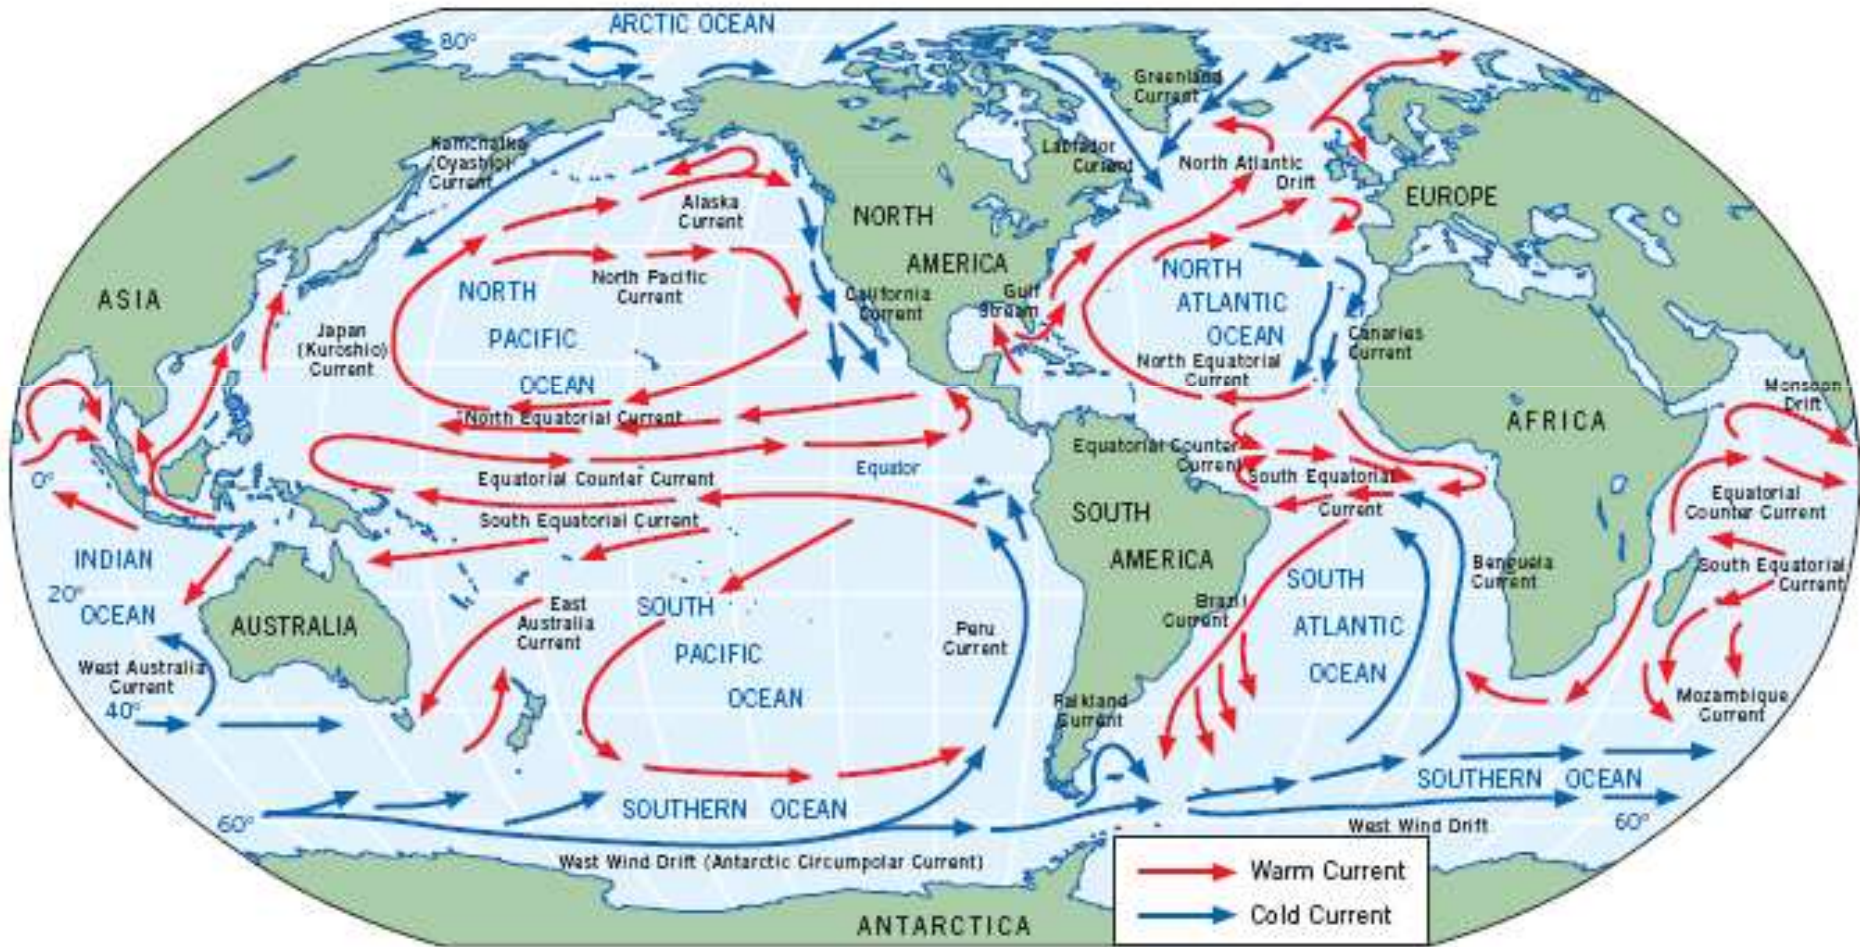 ARCTIC OCEAN
80°
Greenland
Current
Kamchatka
(Oyashio)
Current
Labrador
Current
North Atlantic
Drift
Alaska
Current
NORTH
AMERICA
EUROPE
ASIA
North Pacific
Current
NORTH
PACIFIC
OCEAN
California
Current
Gulf
Stream
NORTH
ATLANTIC
OCEAN
Japan
(Kuroshio)
Current
Canaries
Current
North Equatorial
Current
Monsoon
Drift
North Equatorial Current
AFRICA
Equatorial Counter
Current
Equator
0°
Equatorial Counter Current
South Equatorial
Current
Equatorial
Counter Current
South Equatorial Current
SOUTH
AMERICA
INDIAN
OCEAN
Benguela
Current
South Equatorial
Current
20°
AUSTRALIA
East
Australia
Current
SOUTH
PACIFIC
OCEAN
Peru
Current
Brazil
Current
SOUTH
ATLANTIC
OCEAN
West Australia
Current
40°
Falkland
Current
Mozambique
Current
SOUTHERN OCEAN
SOUTHERN OCEAN
60°
60°
West Wind Drift
West Wind Drift (Antarctic Circumpolar Current)
ANTARCTICA
Warm Current
Cold Current